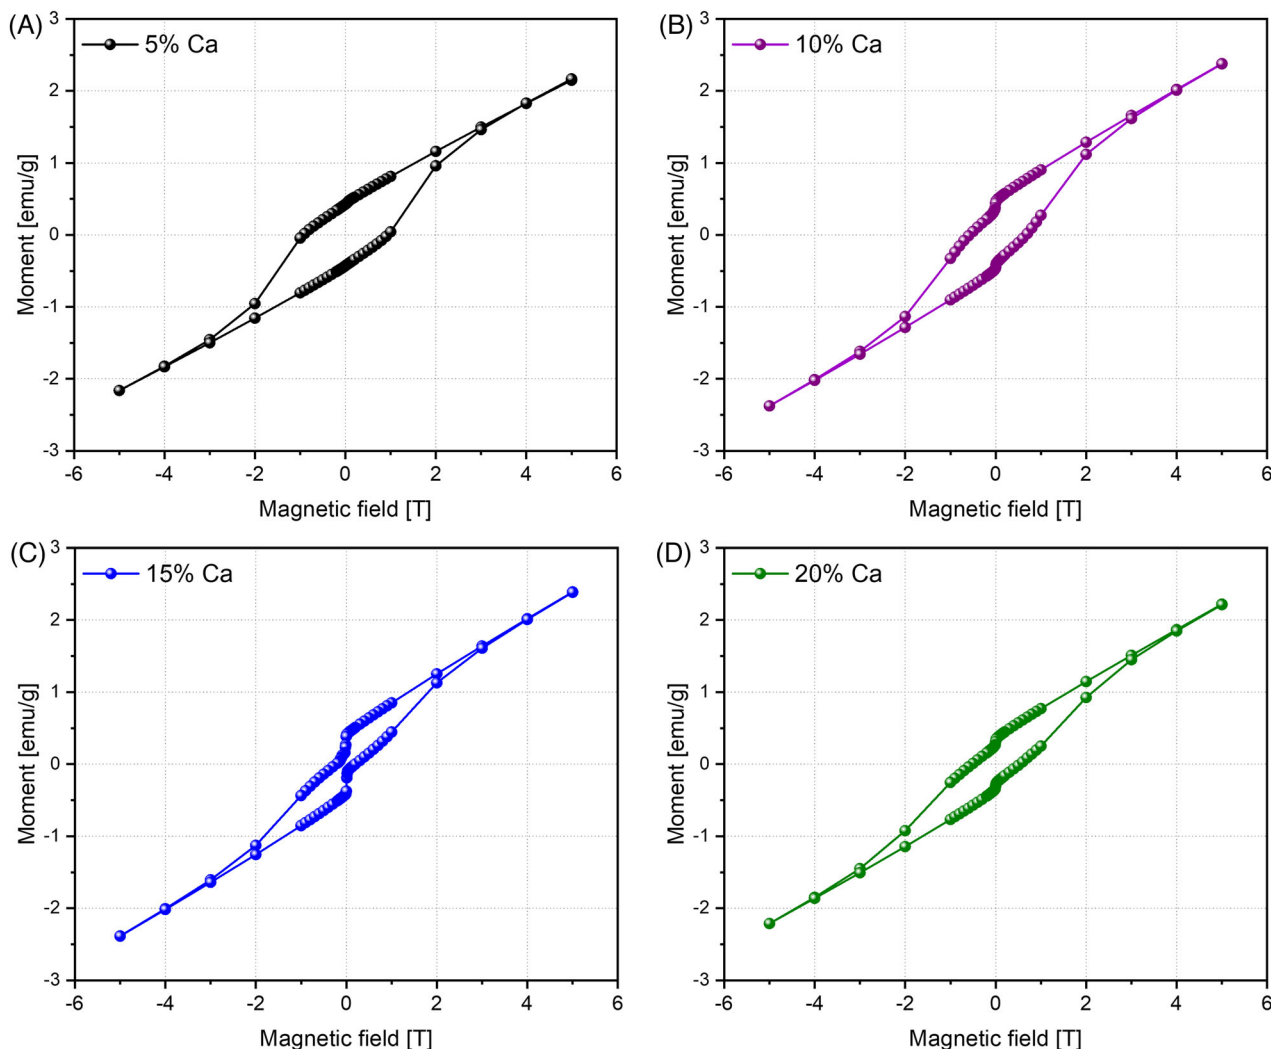 (A)
5% Ca
3
2
1
0
-1
-2
-3
Moment [emu/g]
-6 -4 -2 0 2 4 6
Magnetic field [T]
(B)
10% Ca
3
2
1
0
-1
-2
-3
Moment [emu/g]
-6 -4 -2 0 2 4 6
Magnetic field [T]
(C)
15% Ca
3
2
1
0
-1
-2
-3
Moment [emu/g]
-6 -4 -2 0 2 4 6
Magnetic field [T]
(D)
20% Ca
3
2
1
0
-1
-2
-3
Moment [emu/g]
-6 -4 -2 0 2 4 6
Magnetic field [T]